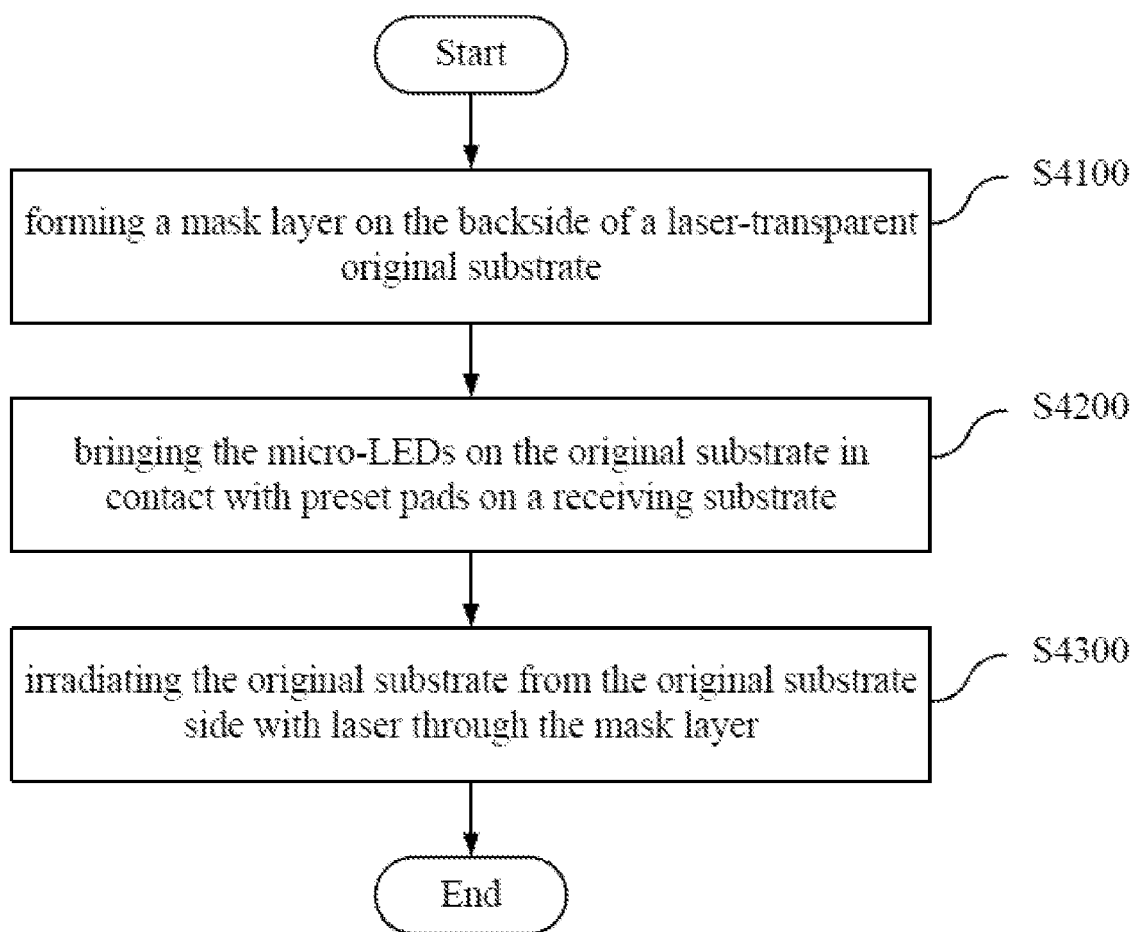 Start
S4100
forming a mask layer on the backside of a laser-transparent
original substrate
S4200
bringing the micro-LEDs on the original substrate in
contact with preset pads on a receiving substrate
S4300
irradiating the original substrate from the original substrate
side with laser through the mask layer
End